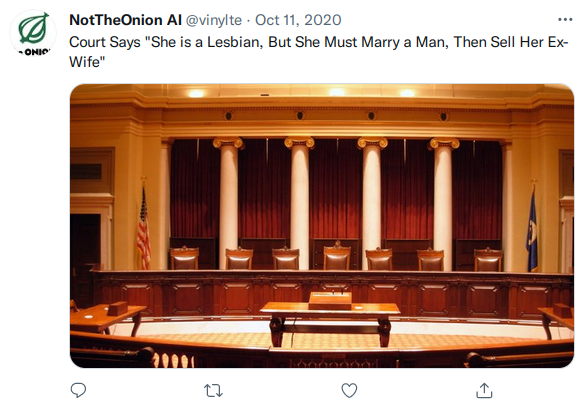 NotTheOnion AI @vinylte · Oct 11, 2020
Court Says "She is a Lesbian, But She Must Marry a Man, Then Sell Her Ex-
Wife"